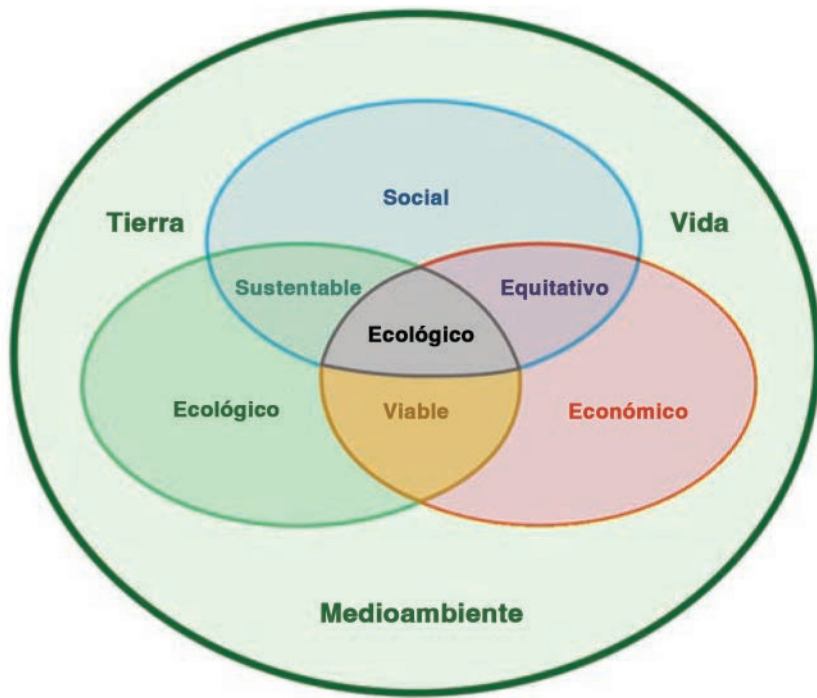 Social
Tierra
Vida
Sustentable
Equitativo
Ecológico
Ecológico
Viable
Económico
Medioambiente